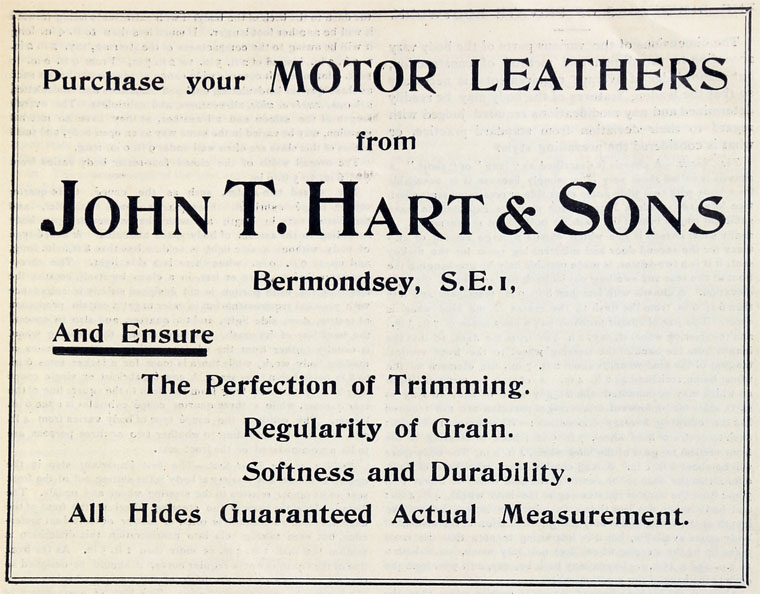 Purchase your MOTOR LEATHERS
from
JOHN T. HART & SONS
Bermondsey, S.E.1,
And Ensure
The Perfection of Trimming.
Regularity of Grain.
Softness and Durability.
All Hides Guaranteed Actual Measurement.